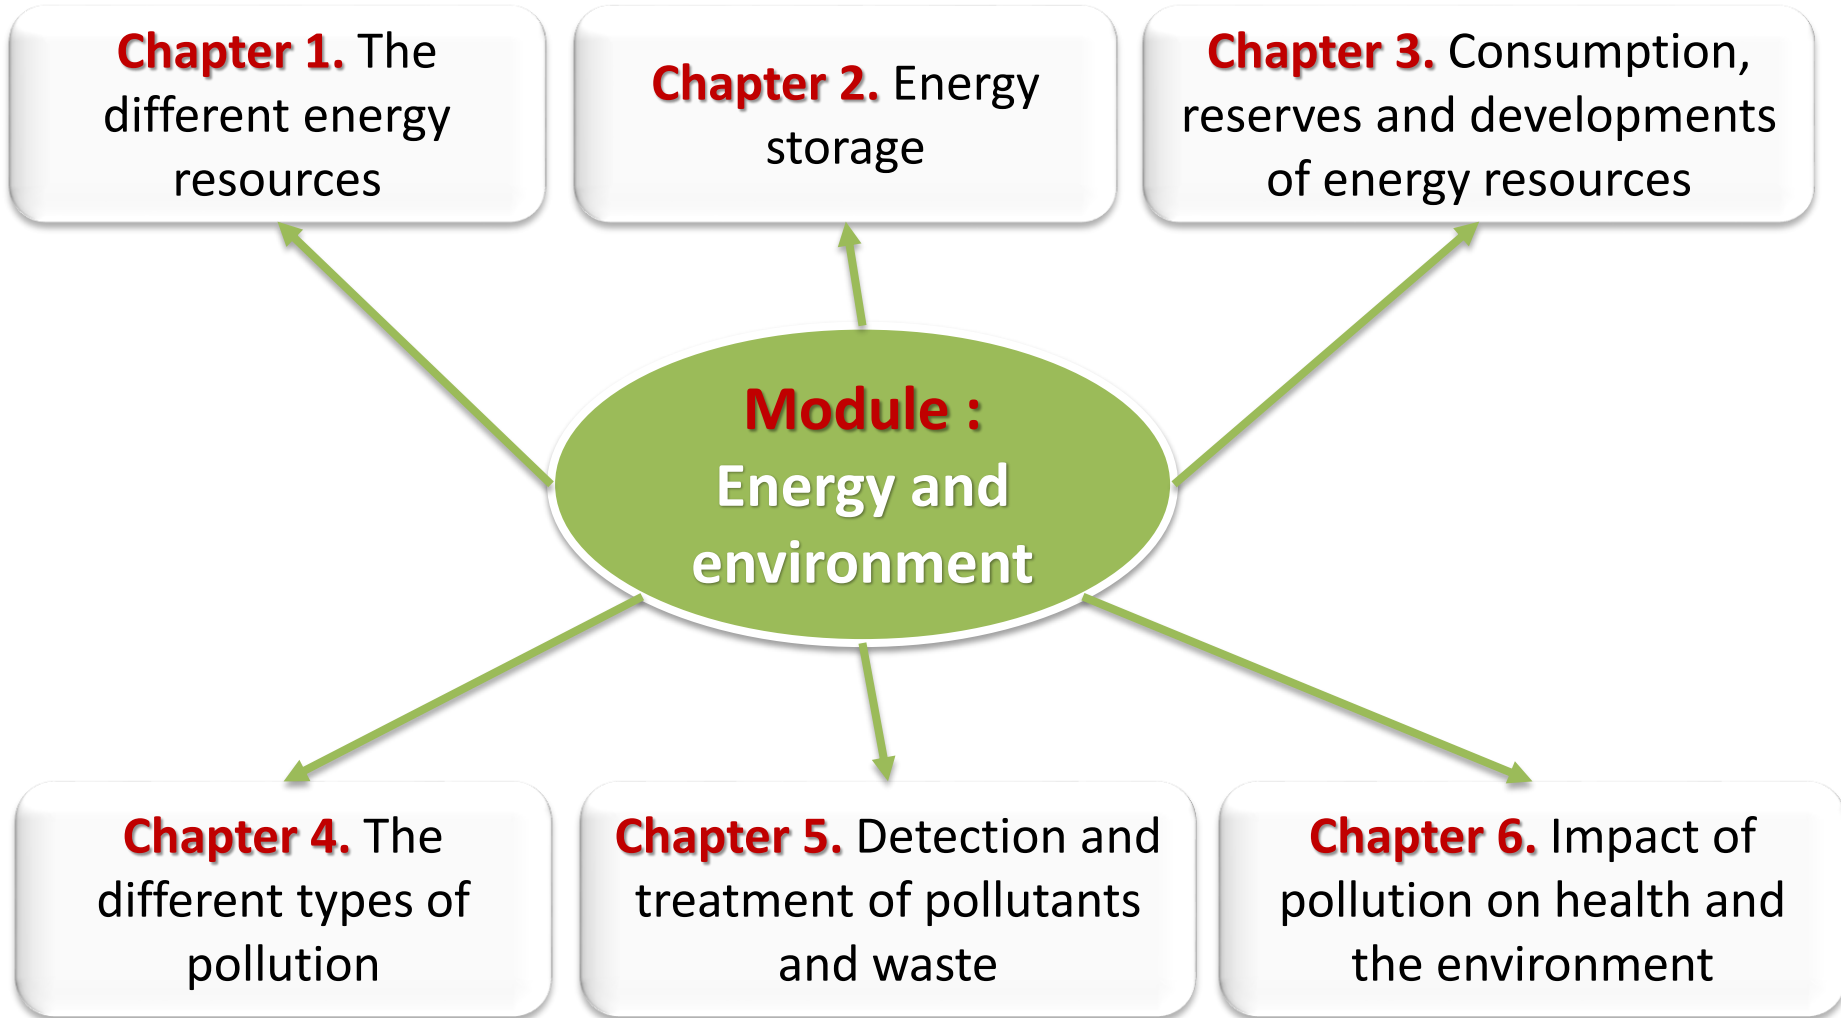 Chapter 1. The
different energy
resources
Chapter 2. Energy
storage
Chapter 3. Consumption,
reserves and developments
of energy resources
Module :
Energy and
environment
Chapter 4. The
different types of
pollution
Chapter 5. Detection and
treatment of pollutants
and waste
Chapter 6. Impact of
pollution on health and
the environment